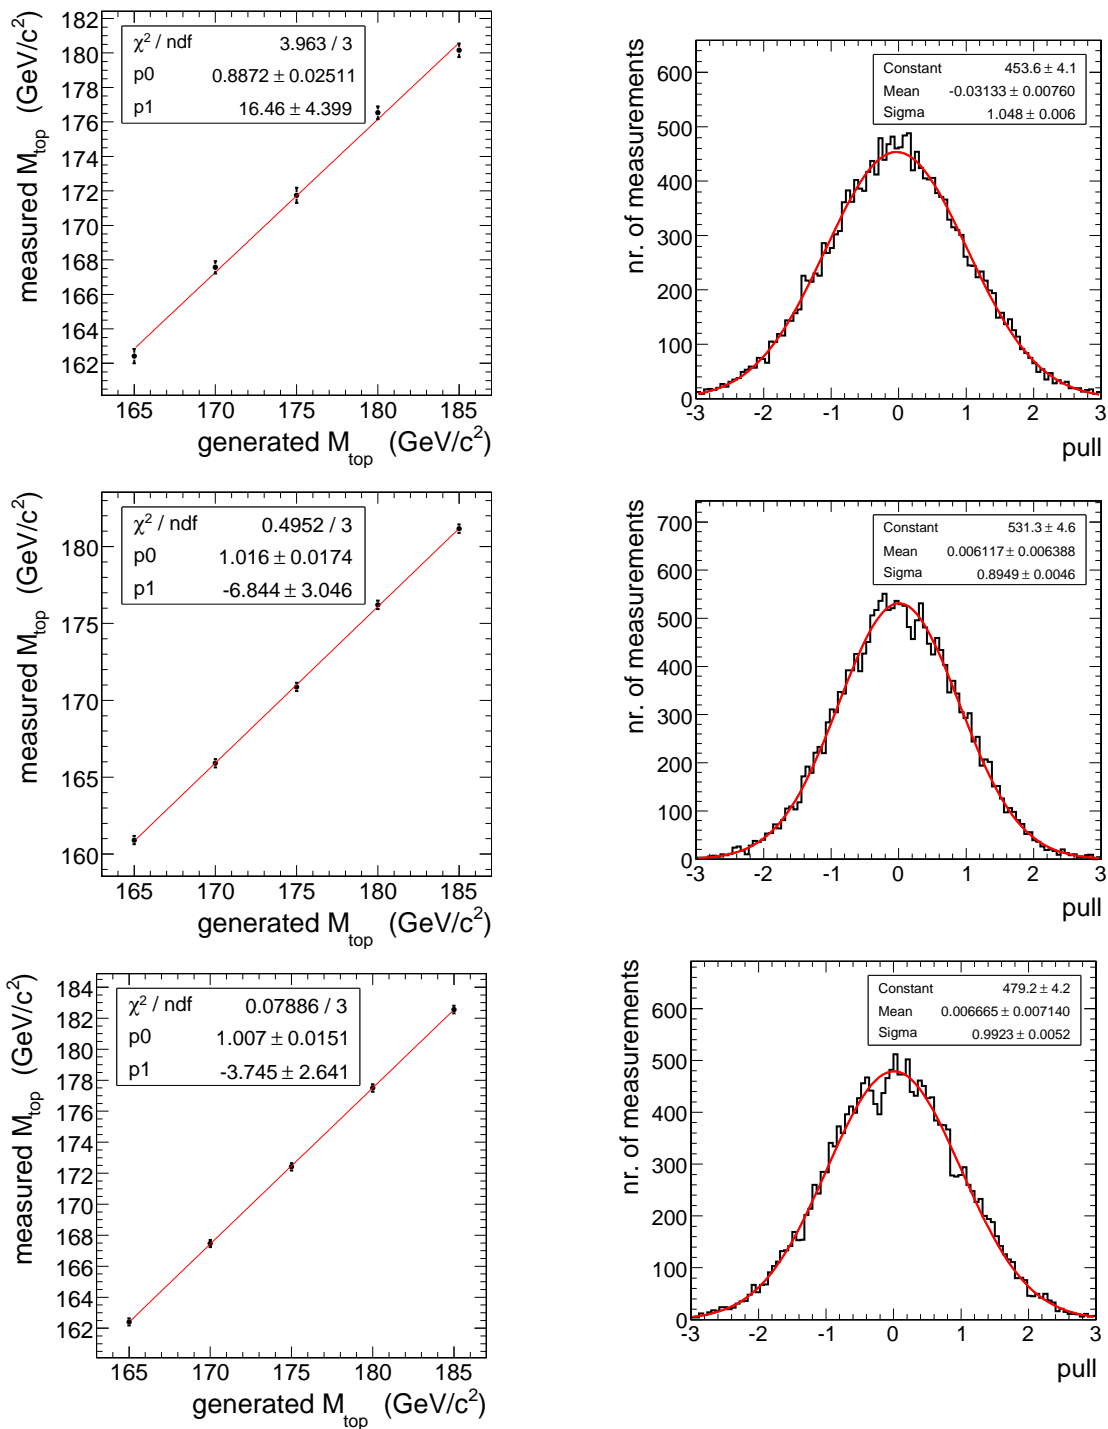 measured M_top (GeV/c²)
182
180
178
176
174
172
170
168
166
164
162
χ² / ndf 3.963 / 3
p0 0.8872 ± 0.02511
p1 16.46 ± 4.399
165 170 175 180 185
generated M_top (GeV/c²)
nr. of measurements
600
500
400
300
200
100
0
Constant 453.6 ± 4.1
Mean -0.03133 ± 0.00760
Sigma 1.048 ± 0.006
-3 -2 -1 0 1 2 3
pull
measured M_top (GeV/c²)
180
175
170
165
160
χ² / ndf 0.4952 / 3
p0 1.016 ± 0.0174
p1 -6.844 ± 3.046
165 170 175 180 185
generated M_top (GeV/c²)
nr. of measurements
700
600
500
400
300
200
100
0
Constant 531.3 ± 4.6
Mean 0.006117 ± 0.006388
Sigma 0.8949 ± 0.0046
-3 -2 -1 0 1 2 3
pull
measured M_top (GeV/c²)
184
182
180
178
176
174
172
170
168
166
164
162
χ² / ndf 0.07886 / 3
p0 1.007 ± 0.0151
p1 -3.745 ± 2.641
165 170 175 180 185
generated M_top (GeV/c²)
nr. of measurements
600
500
400
300
200
100
0
Constant 479.2 ± 4.2
Mean 0.006665 ± 0.007140
Sigma 0.9923 ± 0.0052
-3 -2 -1 0 1 2 3
pull